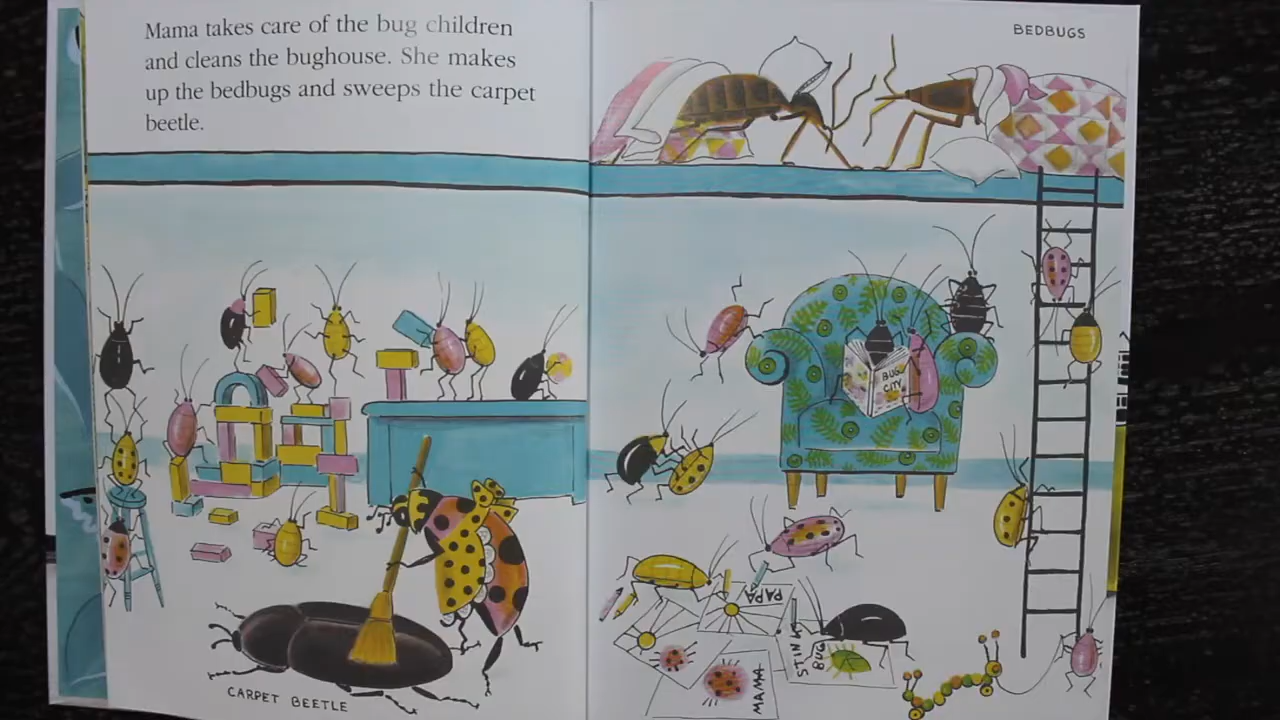 Mama takes care of the bug children
and cleans the bughouse. She makes
up the bedbugs and sweeps the carpet
beetle.
BEDBUGS
BUG
CITY
PAPA
STINK
BUG
MAMA
CARPET BEETLE